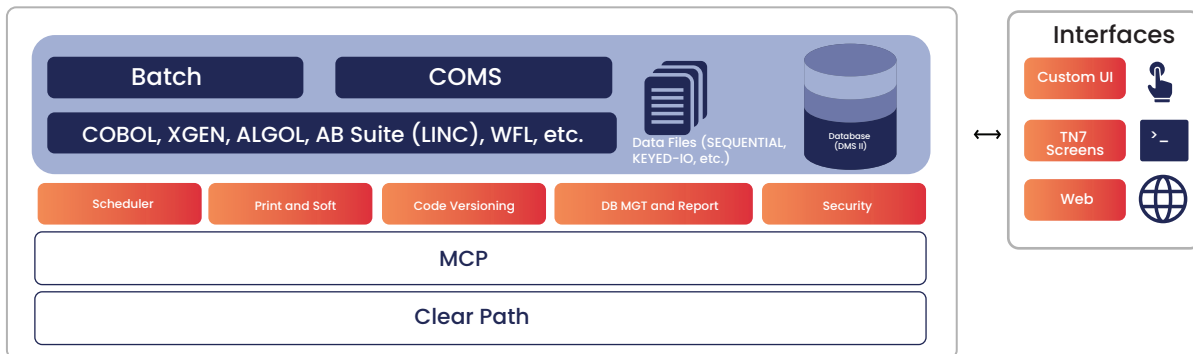 Batch
COMS
COBOL, XGEN, ALGOL, AB Suite (LINC), WFL, etc.
Data Files (SEQUENTIAL,
KEYED-IO, etc.)
Database
(DMS II)
Scheduler
Print and Soft
Code Versioning
DB MGT and Report
Security
MCP
Clear Path
Interfaces
Custom UI
TN7
Screens
>_
Web